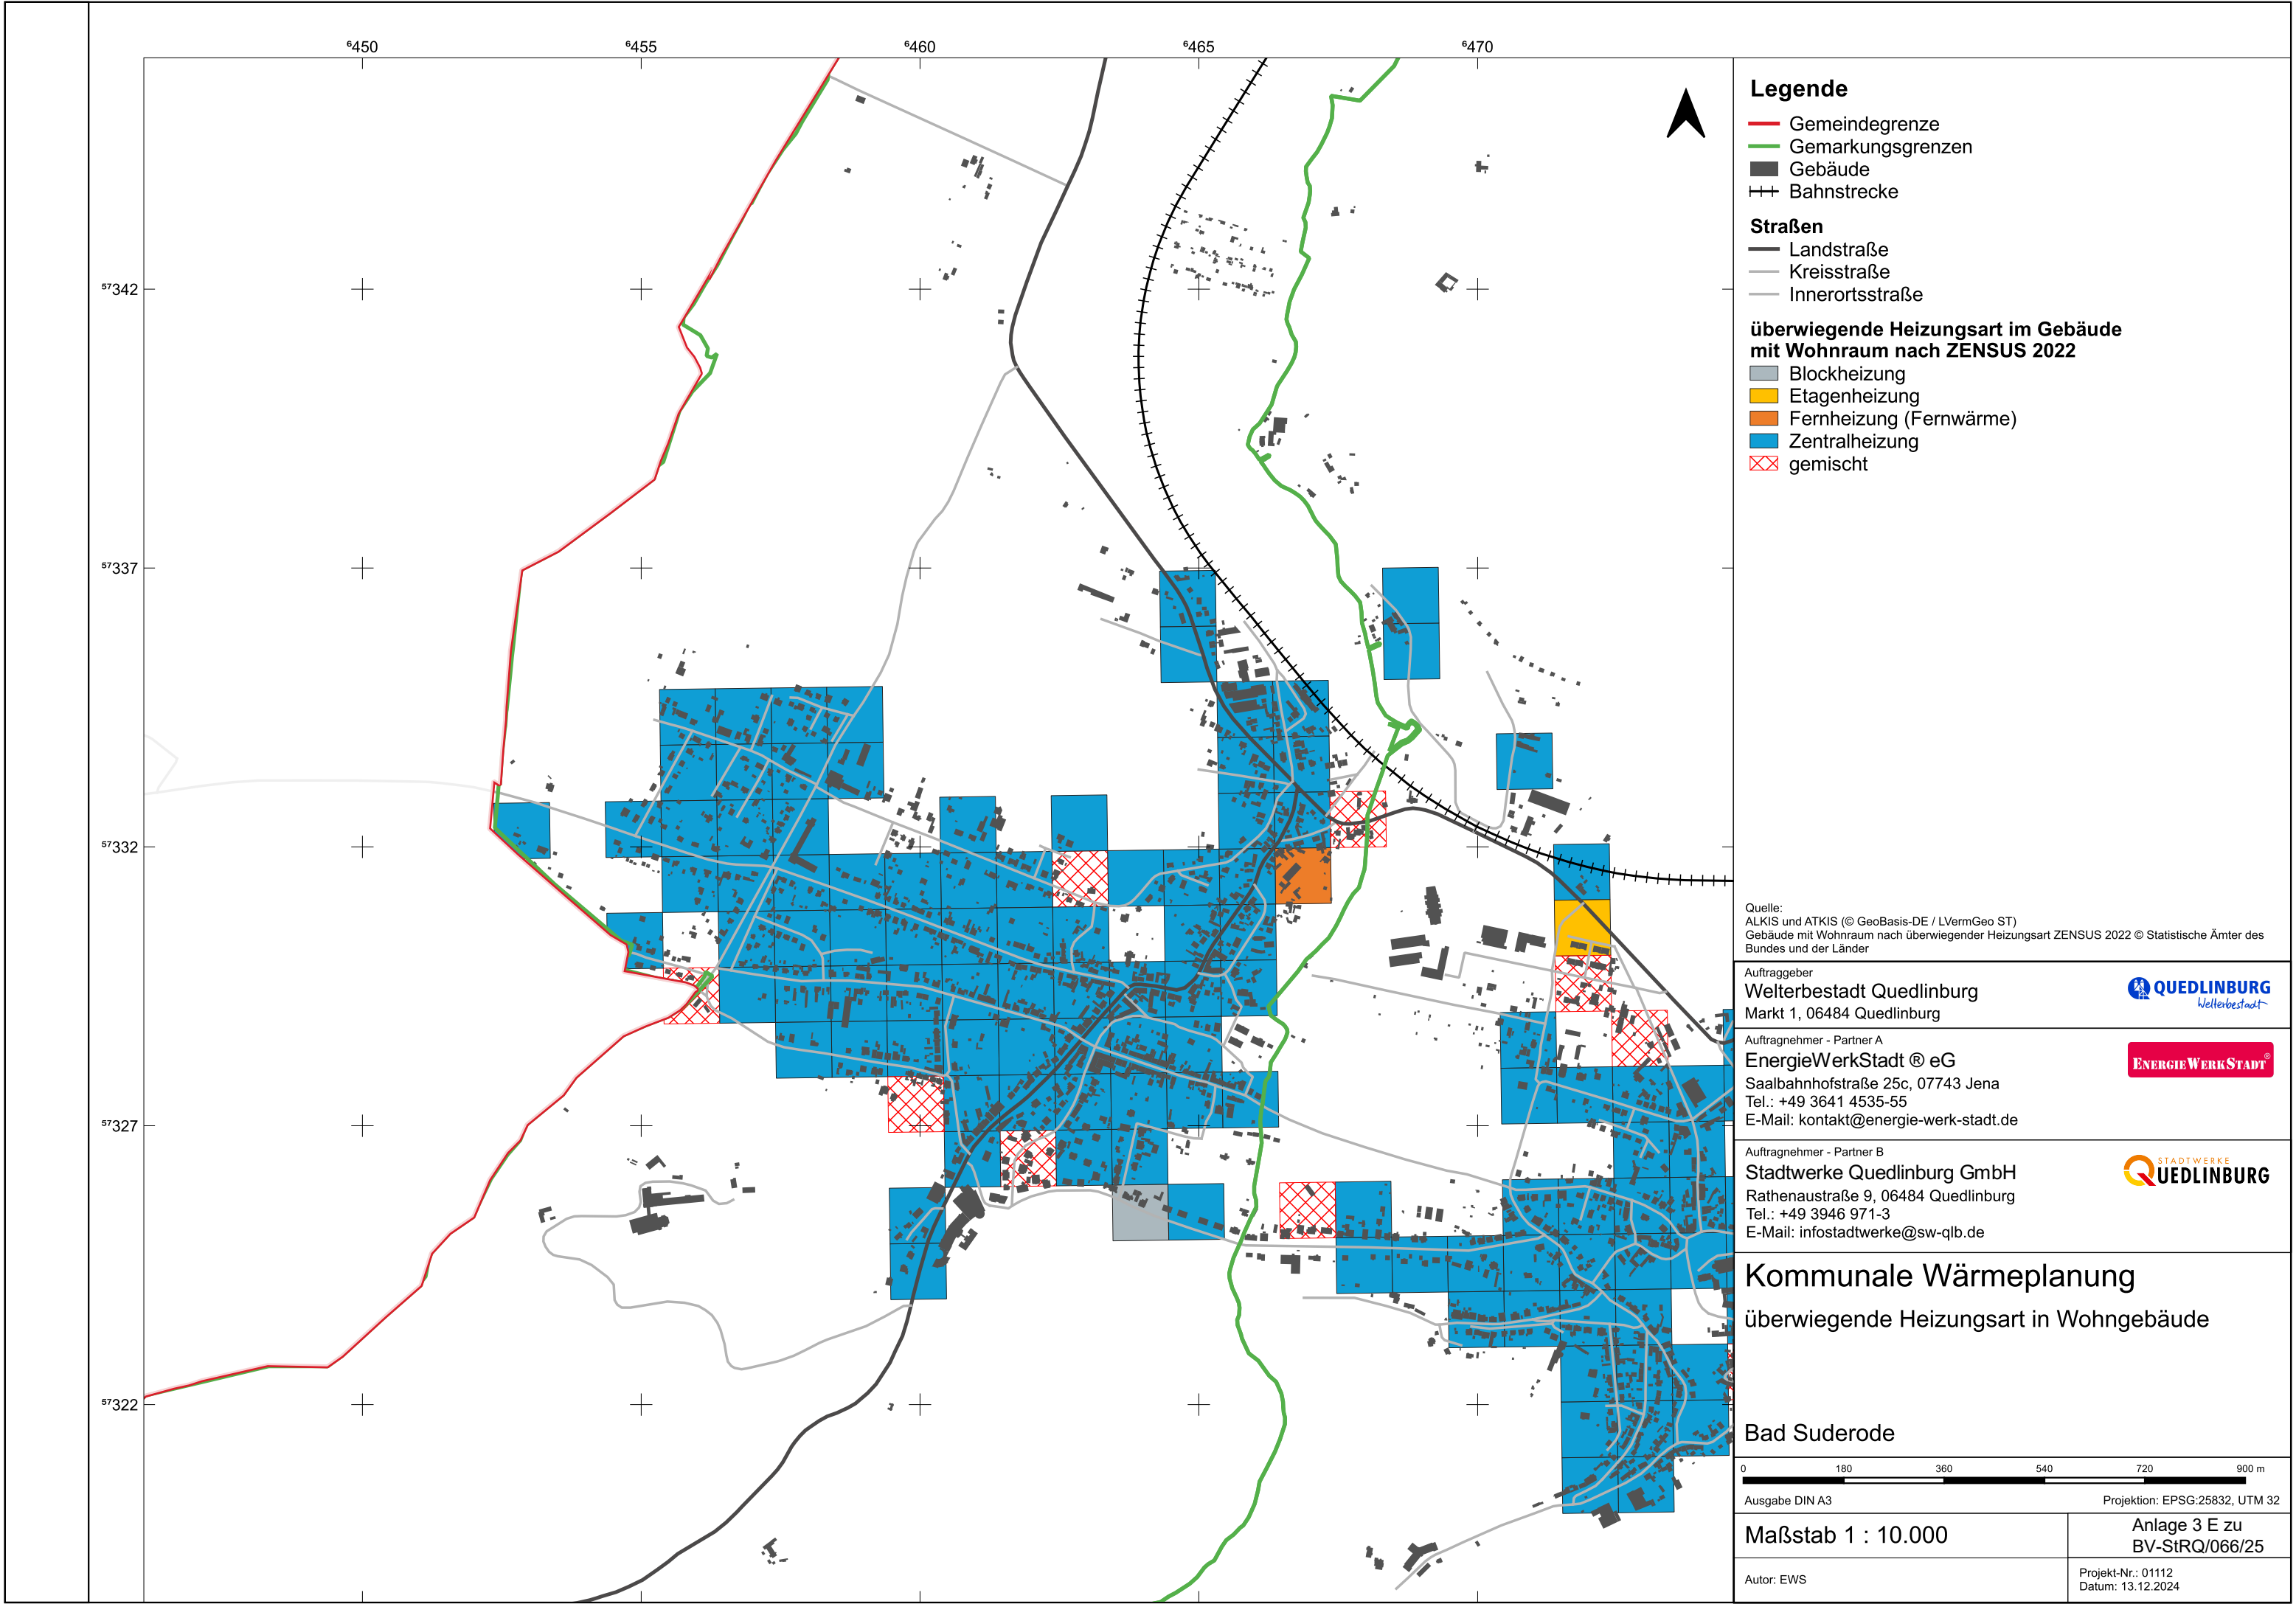 ⁶450 ⁶455 ⁶460 ⁶465 ⁶470
⁵⁷342
⁵⁷337
⁵⁷332
⁵⁷327
⁵⁷322
Legende
Gemeindegrenze
Gemarkungsgrenzen
Gebäude
Bahnstrecke
Straßen
Landstraße
Kreisstraße
Innerortsstraße
überwiegende Heizungsart im Gebäude
mit Wohnraum nach ZENSUS 2022
Blockheizung
Etagenheizung
Fernheizung (Fernwärme)
Zentralheizung
gemischt
Quelle:
ALKIS und ATKIS (© GeoBasis-DE / LVermGeo ST)
Gebäude mit Wohnraum nach überwiegender Heizungsart ZENSUS 2022 © Statistische Ämter des
Bundes und der Länder
Auftraggeber
Welterbestadt Quedlinburg
Markt 1, 06484 Quedlinburg
QUEDLINBURG
Welterbestadt
Auftragnehmer - Partner A
EnergieWerkStadt ® eG
Saalbahnhofstraße 25c, 07743 Jena
Tel.: +49 3641 4535-55
E-Mail: kontakt@energie-werk-stadt.de
ENERGIEWERKSTADT®
Auftragnehmer - Partner B
Stadtwerke Quedlinburg GmbH
Rathenaustraße 9, 06484 Quedlinburg
Tel.: +49 3946 971-3
E-Mail: infostadtwerke@sw-qlb.de
STADTWERKE
QUEDLINBURG
Kommunale Wärmeplanung
überwiegende Heizungsart in Wohngebäude
Bad Suderode
0 180 360 540 720 900 m
Ausgabe DIN A3 Projektion: EPSG:25832, UTM 32
Maßstab 1 : 10.000
Anlage 3 E zu
BV-StRQ/066/25
Autor: EWS
Projekt-Nr.: 01112
Datum: 13.12.2024